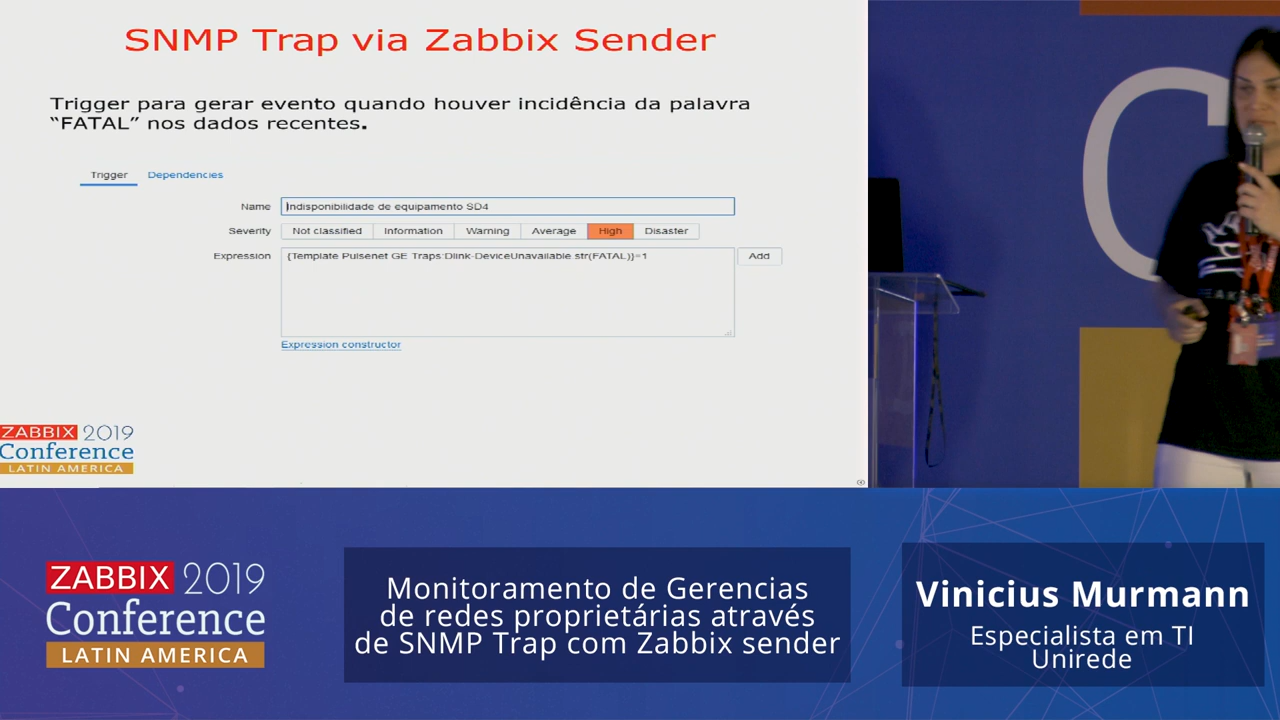 SNMP Trap via Zabbix Sender
Trigger para gerar evento quando houver incidência da palavra
“FATAL” nos dados recentes.
Trigger Dependencies
Name Indisponibilidade de equipamento SD4
Severity Not classified Information Warning Average High Disaster
Expression {Template Pulsenet GE Traps:Dlink-DeviceUnavailable.str(FATAL)}=1 Add
Expression constructor
ZABBIX 2019
Conference
LATIN AMERICA
ZABBIX 2019
Conference
LATIN AMERICA
Monitoramento de Gerencias
de redes proprietárias através
de SNMP Trap com Zabbix sender
Vinicius Murmann
Especialista em TI
Unirede